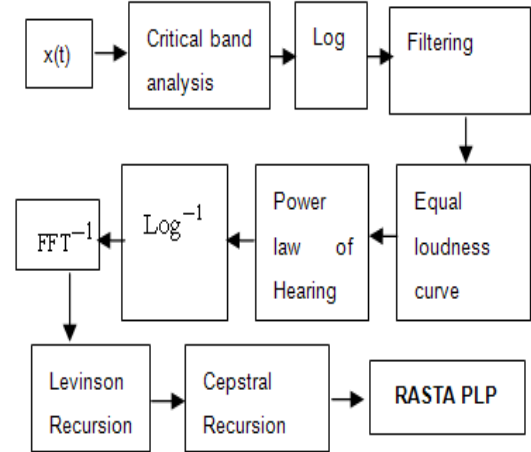 x(t)
Critical band
analysis
Log
Filtering
Equal
loudness
curve
Power
law of
Hearing
Log⁻¹
FFT⁻¹
Levinson
Recursion
Cepstral
Recursion
RASTA PLP